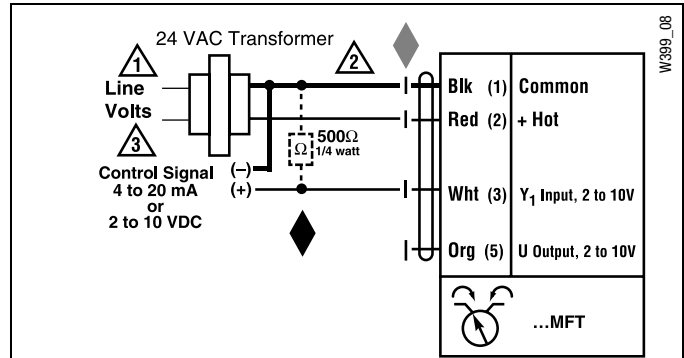 W399_08
24 VAC Transformer
1
2
Line
Volts
3
Control Signal
4 to 20 mA
or
2 to 10 VDC
(–)
(+)
Ω
500Ω
1/4 watt
Blk (1) Common
Red (2) + Hot
Wht (3) Y₁ Input, 2 to 10V
Org (5) U Output, 2 to 10V
...MFT